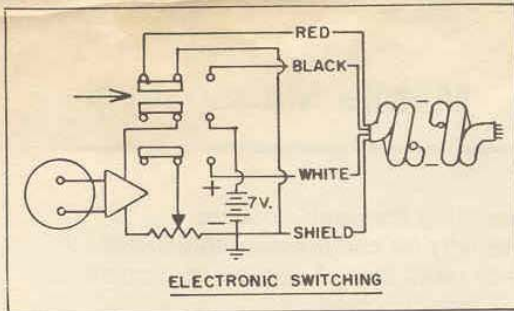 RED
BLACK
WHITE
+
7V.
−
SHIELD
ELECTRONIC SWITCHING